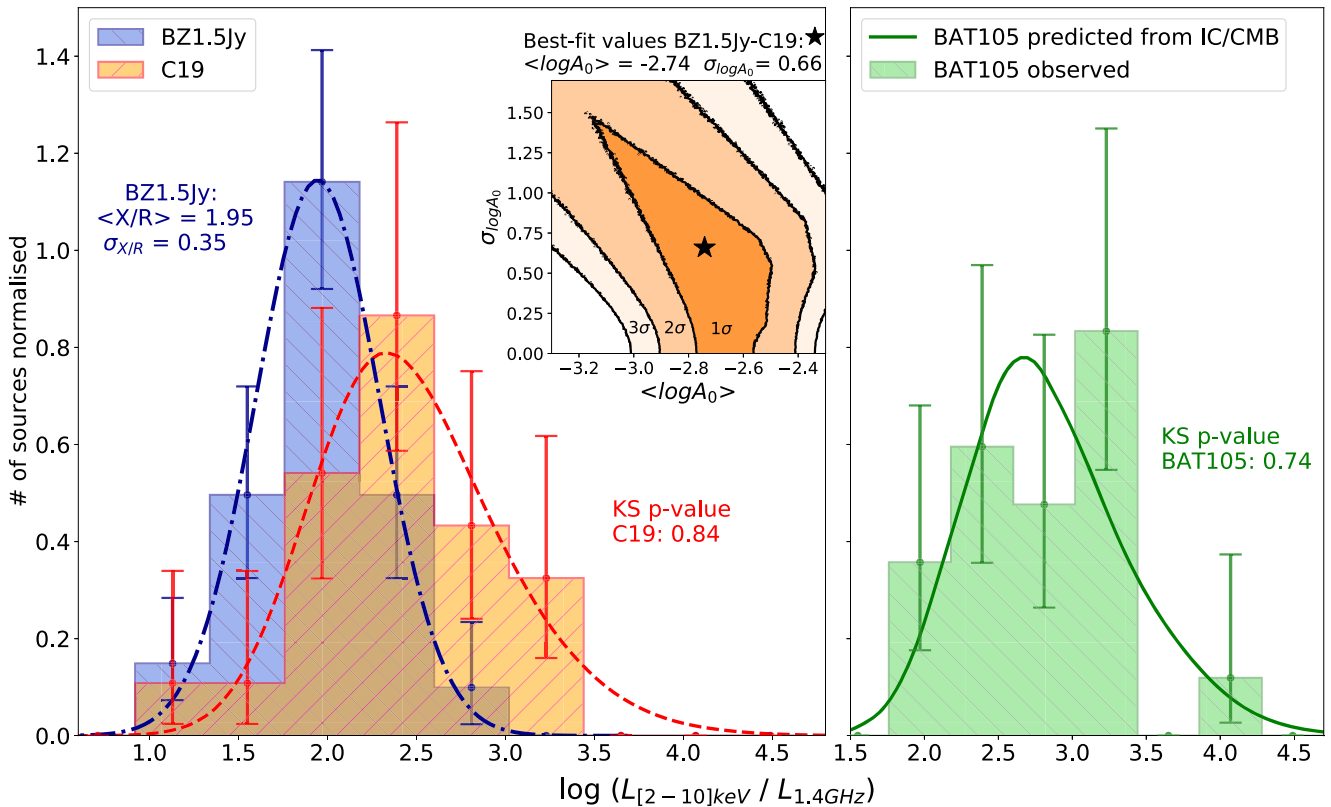 BZ1.5Jy
C19
BZ1.5Jy:
<X/R> = 1.95
σX/R = 0.35
Best-fit values BZ1.5Jy-C19: ★
<logA0> = -2.74 σlogA0 = 0.66
1.50
1.25
1.00
0.75
0.50
0.25
0.00
σlogA0
3σ 2σ 1σ
−3.2 −3.0 −2.8 −2.6 −2.4
<logA0>
KS p-value
C19: 0.84
1.4
1.2
1.0
0.8
0.6
0.4
0.2
0.0
# of sources normalised
1.0 1.5 2.0 2.5 3.0 3.5 4.0 4.5
BAT105 predicted from IC/CMB
BAT105 observed
KS p-value
BAT105: 0.74
1.5 2.0 2.5 3.0 3.5 4.0 4.5
log (L[2−10]keV / L1.4GHz)